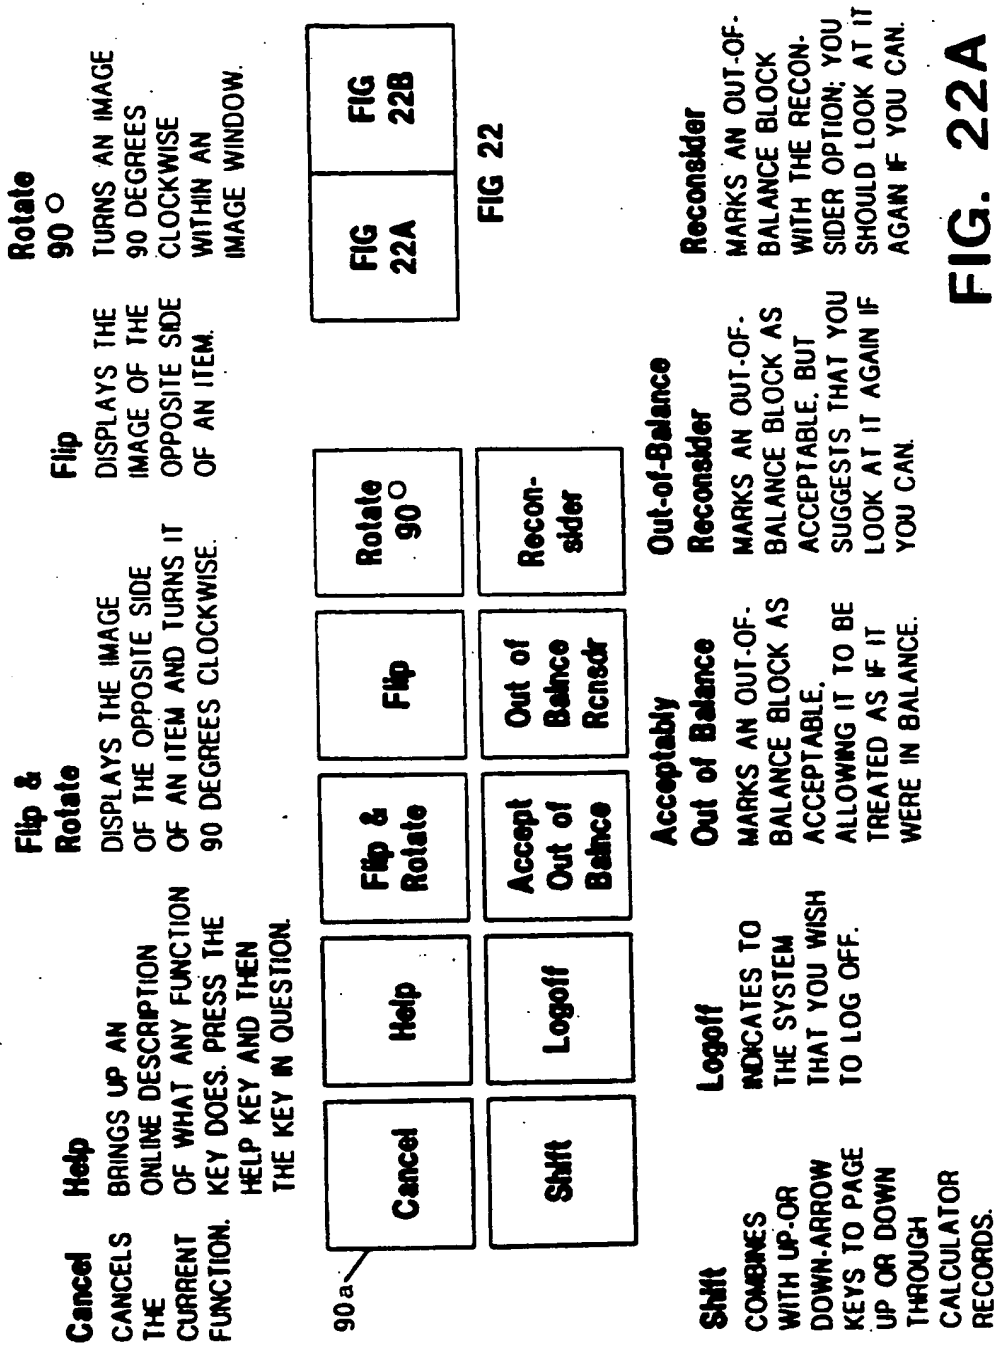 Cancel
CANCELS
THE
CURRENT
FUNCTION.
Help
BRINGS UP AN
ONLINE DESCRIPTION
OF WHAT ANY FUNCTION
KEY DOES. PRESS THE
HELP KEY AND THEN
THE KEY IN QUESTION.
Flip &
Rotate
DISPLAYS THE IMAGE
OF THE OPPOSITE SIDE
OF AN ITEM AND TURNS IT
90 DEGREES CLOCKWISE.
Flip
DISPLAYS THE
IMAGE OF THE
OPPOSITE SIDE
OF AN ITEM.
Rotate
90 O
TURNS AN IMAGE
90 DEGREES
CLOCKWISE
WITHIN AN
IMAGE WINDOW.
90a
Cancel
Help
Flip &
Rotate
Flip
Rotate
90 O
FIG
22A
FIG
22B
FIG 22
Shift
Logoff
Accept
Out of
Balnce
Out of
Balnce
Rcnsdr
Recon-
sider
Shift
COMBINES
WITH UP-OR
DOWN-ARROW
KEYS TO PAGE
UP OR DOWN
THROUGH
CALCULATOR
RECORDS.
Logoff
INDICATES TO
THE SYSTEM
THAT YOU WISH
TO LOG OFF.
Acceptably
Out of Balance
MARKS AN OUT-OF-
BALANCE BLOCK AS
ACCEPTABLE.
ALLOWING IT TO BE
TREATED AS IF IT
WERE IN BALANCE.
Out-of-Balance
Reconsider
MARKS AN OUT-OF-
BALANCE BLOCK AS
ACCEPTABLE. BUT
SUGGESTS THAT YOU
LOOK AT IT AGAIN IF
YOU CAN.
Reconsider
MARKS AN OUT-OF-
BALANCE BLOCK
WITH THE RECON-
SIDER OPTION; YOU
SHOULD LOOK AT IT
AGAIN IF YOU CAN.
FIG. 22A